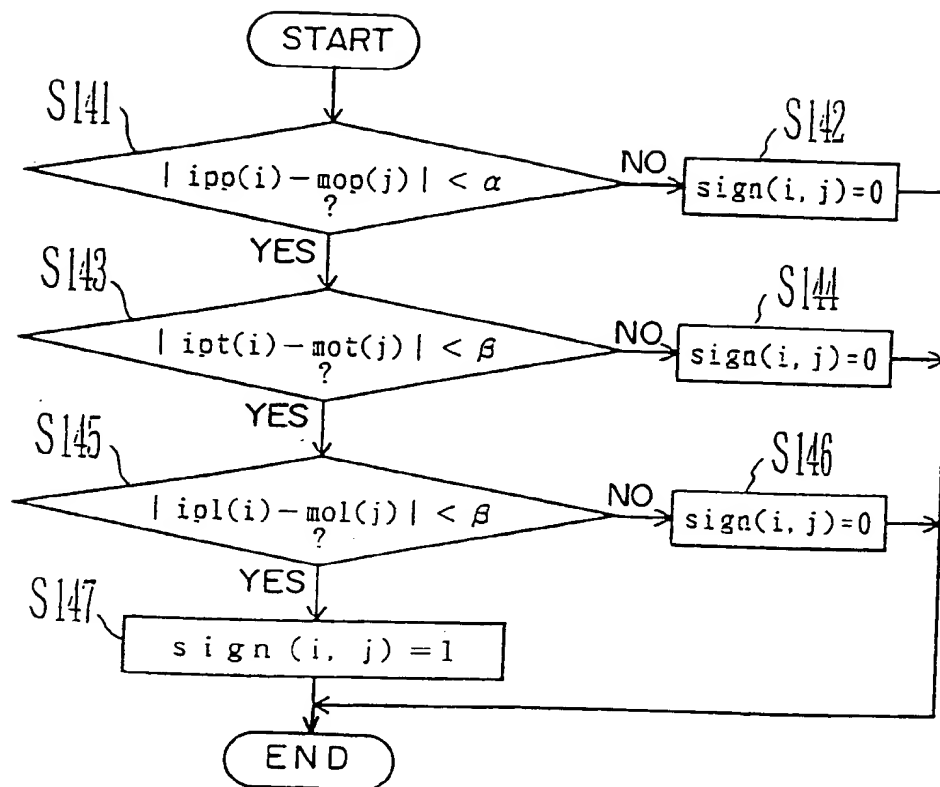 START
S141
| ipp(i)-mop(j) | < α
?
NO
S142
sign(i, j)=0
YES
S143
| ipt(i)-mot(j) | < β
?
NO
S144
sign(i, j)=0
YES
S145
| ipl(i)-mol(j) | < β
?
NO
S146
sign(i, j)=0
YES
S147
sign (i, j) =1
END